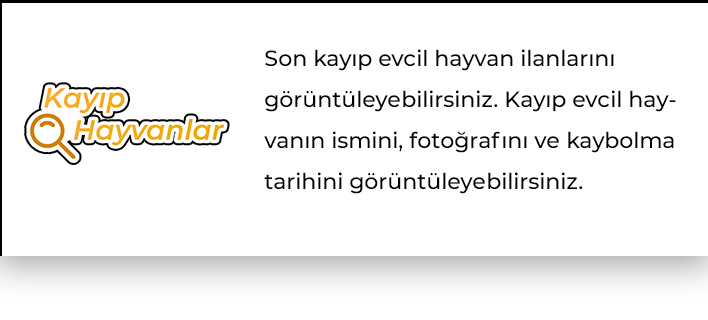 Kayıp
Hayvanlar
Son kayıp evcil hayvan ilanlarını
görüntüleyebilirsiniz. Kayıp evcil hay-
vanın ismini, fotoğrafını ve kaybolma
tarihini görüntüleyebilirsiniz.